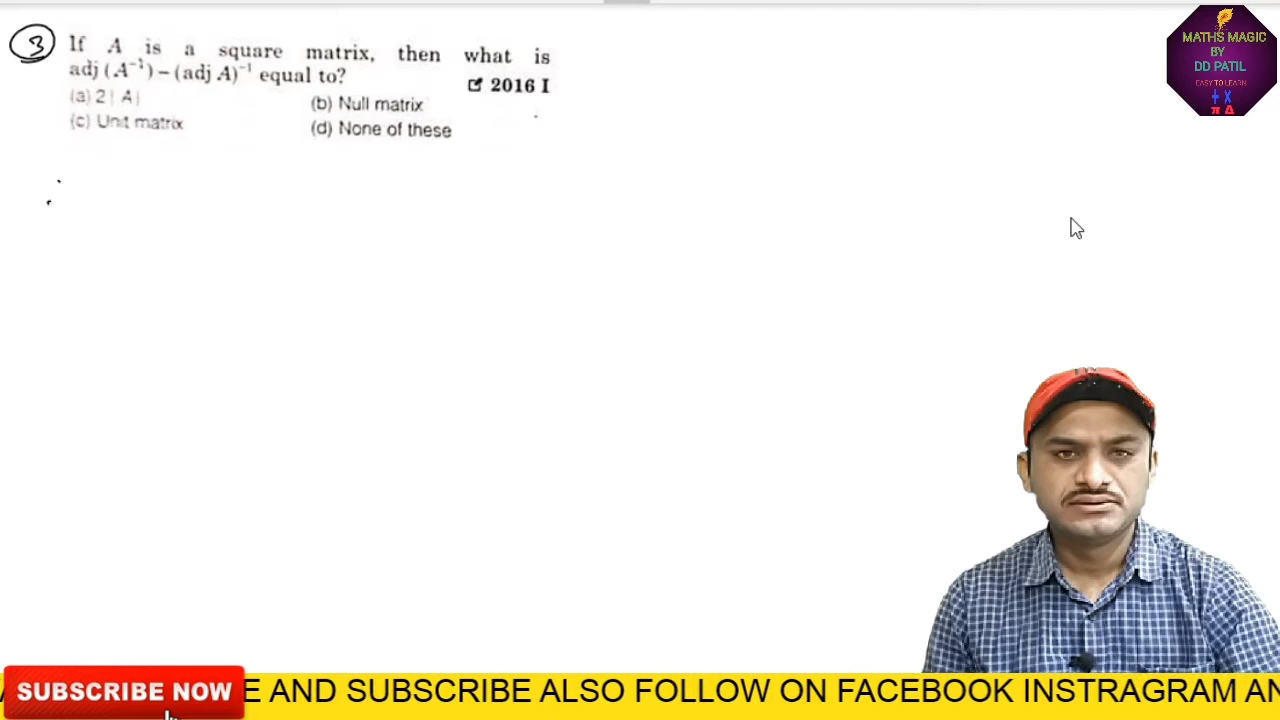 3
If A is a square matrix, then what is
adj (A⁻¹) – (adj A)⁻¹ equal to?
2016 I
(a) 2 | A |
(b) Null matrix
(c) Unit matrix
(d) None of these
MATHS MAGIC
BY
DD PATIL
EASY TO LEARN
+ X
π Δ
SUBSCRIBE NOW
E AND SUBSCRIBE ALSO FOLLOW ON FACEBOOK INSTRAGRAM AN